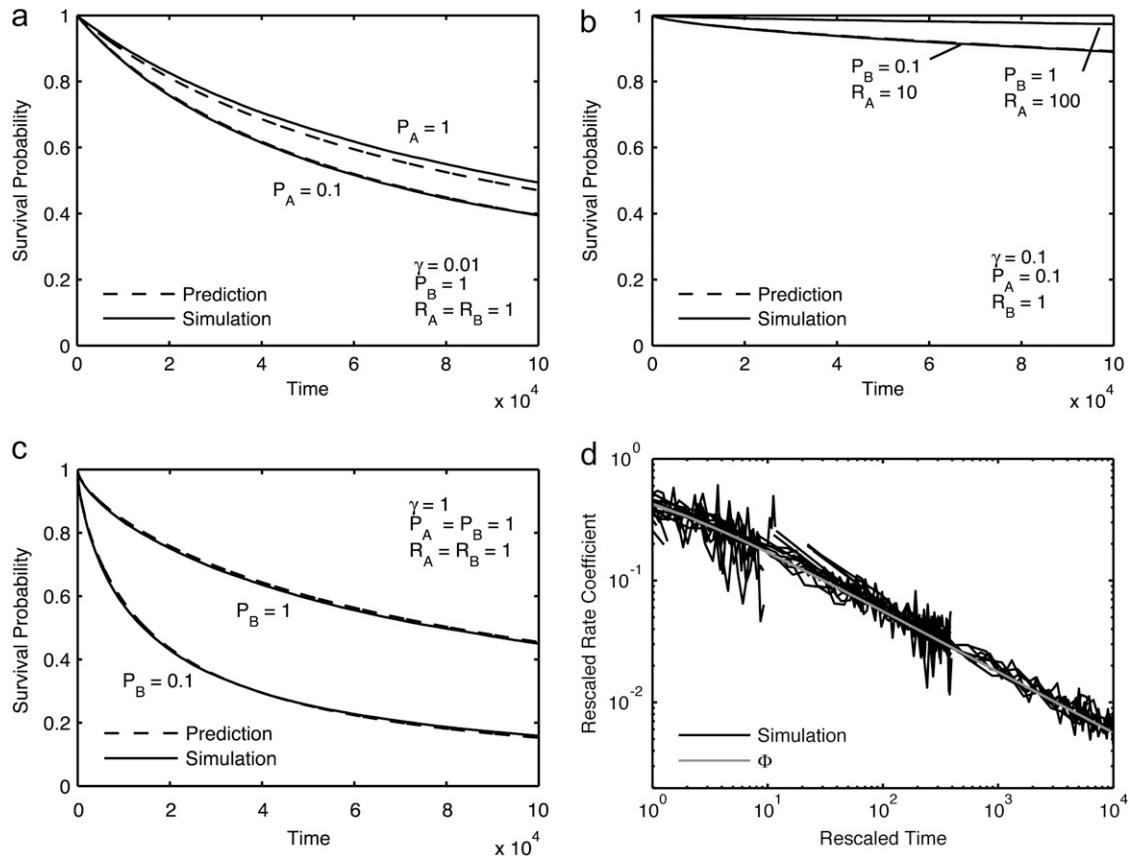 a
1
0.8
0.6
0.4
0.2
0
0
2
4
6
8
10
x 10^4
Time
Survival Probability
P_A = 1
P_A = 0.1
γ = 0.01
P_B = 1
R_A = R_B = 1
Prediction
Simulation
b
1
0.8
0.6
0.4
0.2
0
0
2
4
6
8
10
x 10^4
Time
Survival Probability
P_B = 0.1
R_A = 10
P_B = 1
R_A = 100
γ = 0.1
P_A = 0.1
R_B = 1
Prediction
Simulation
c
1
0.8
0.6
0.4
0.2
0
0
2
4
6
8
10
x 10^4
Time
Survival Probability
γ = 1
P_A = P_B = 1
R_A = R_B = 1
P_B = 1
P_B = 0.1
Prediction
Simulation
d
10^0
10^-1
10^-2
10^0
10^1
10^2
10^3
10^4
Rescaled Time
Rescaled Rate Coefficient
Simulation
Φ